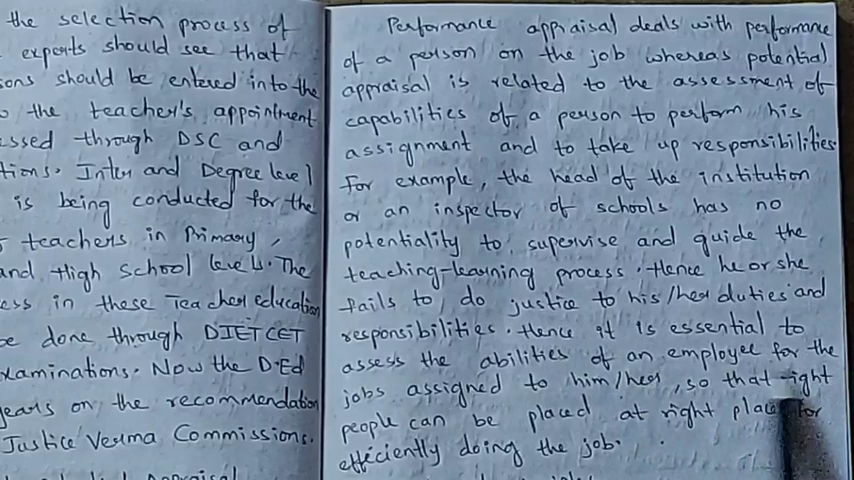 the selection process of
experts should see that
sons should be entered into the
the teacher's appointment
essed through DSC and
tions. Inter and Degree level
is being conducted for the
teachers in Primary,
and High School levels. The
ess in these Teacher education
be done through DIETCET
xaminations. Now the D.Ed
years on the recommendation
Justice Verma Commissions.
Appraisal
Performance appraisal deals with performance
of a person on the job whereas potential
appraisal is related to the assessment of
capabilities of a person to perform his
assignment and to take up responsibilities.
For example, the head of the institution
or an inspector of schools has no
potentiality to supervise and guide the
teaching-learning process. Hence he or she
fails to do justice to his/her duties and
responsibilities. Hence it is essential to
assess the abilities of an employee for the
jobs assigned to him/her, so that right
people can be placed at right place for
efficiently doing the job.